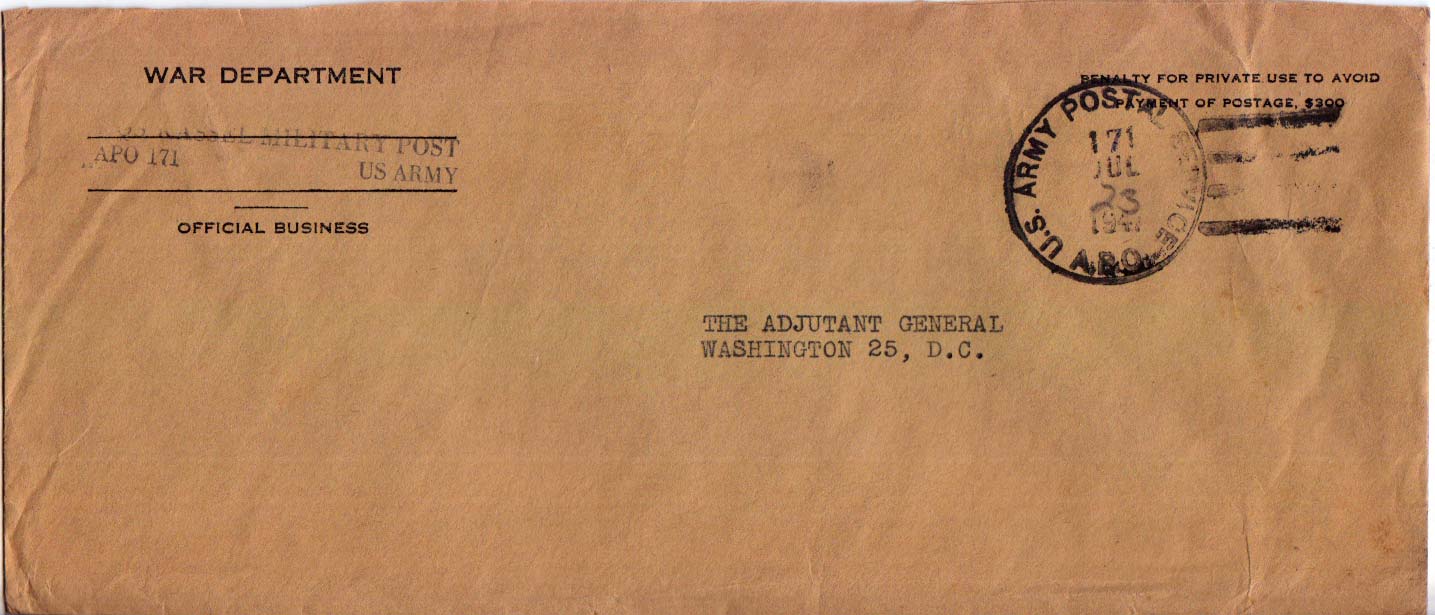 WAR DEPARTMENT
KASSEL MILITARY POST
APO 171
US ARMY
OFFICIAL BUSINESS
PENALTY FOR PRIVATE USE TO AVOID
PAYMENT OF POSTAGE, $300
U.S. ARMY POSTAL SERVICE
171
JUL
A.P.O.
THE ADJUTANT GENERAL
WASHINGTON 25, D.C.